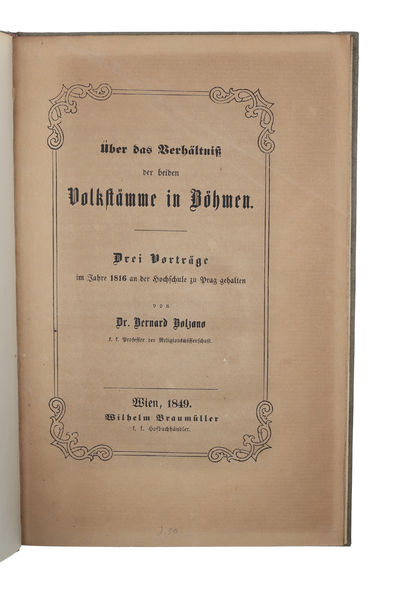 Über das Verhältniß
der beiden
Volkstämme in Böhmen.
Drei Vorträge
im Jahre 1816 an der Hochschule zu Prag gehalten
von
Dr. Bernard Bolzano
k. k. Professor der Religionswissenschaft.
Wien, 1849.
Wilhelm Braumüller
k. k. Hofbuchhändler.